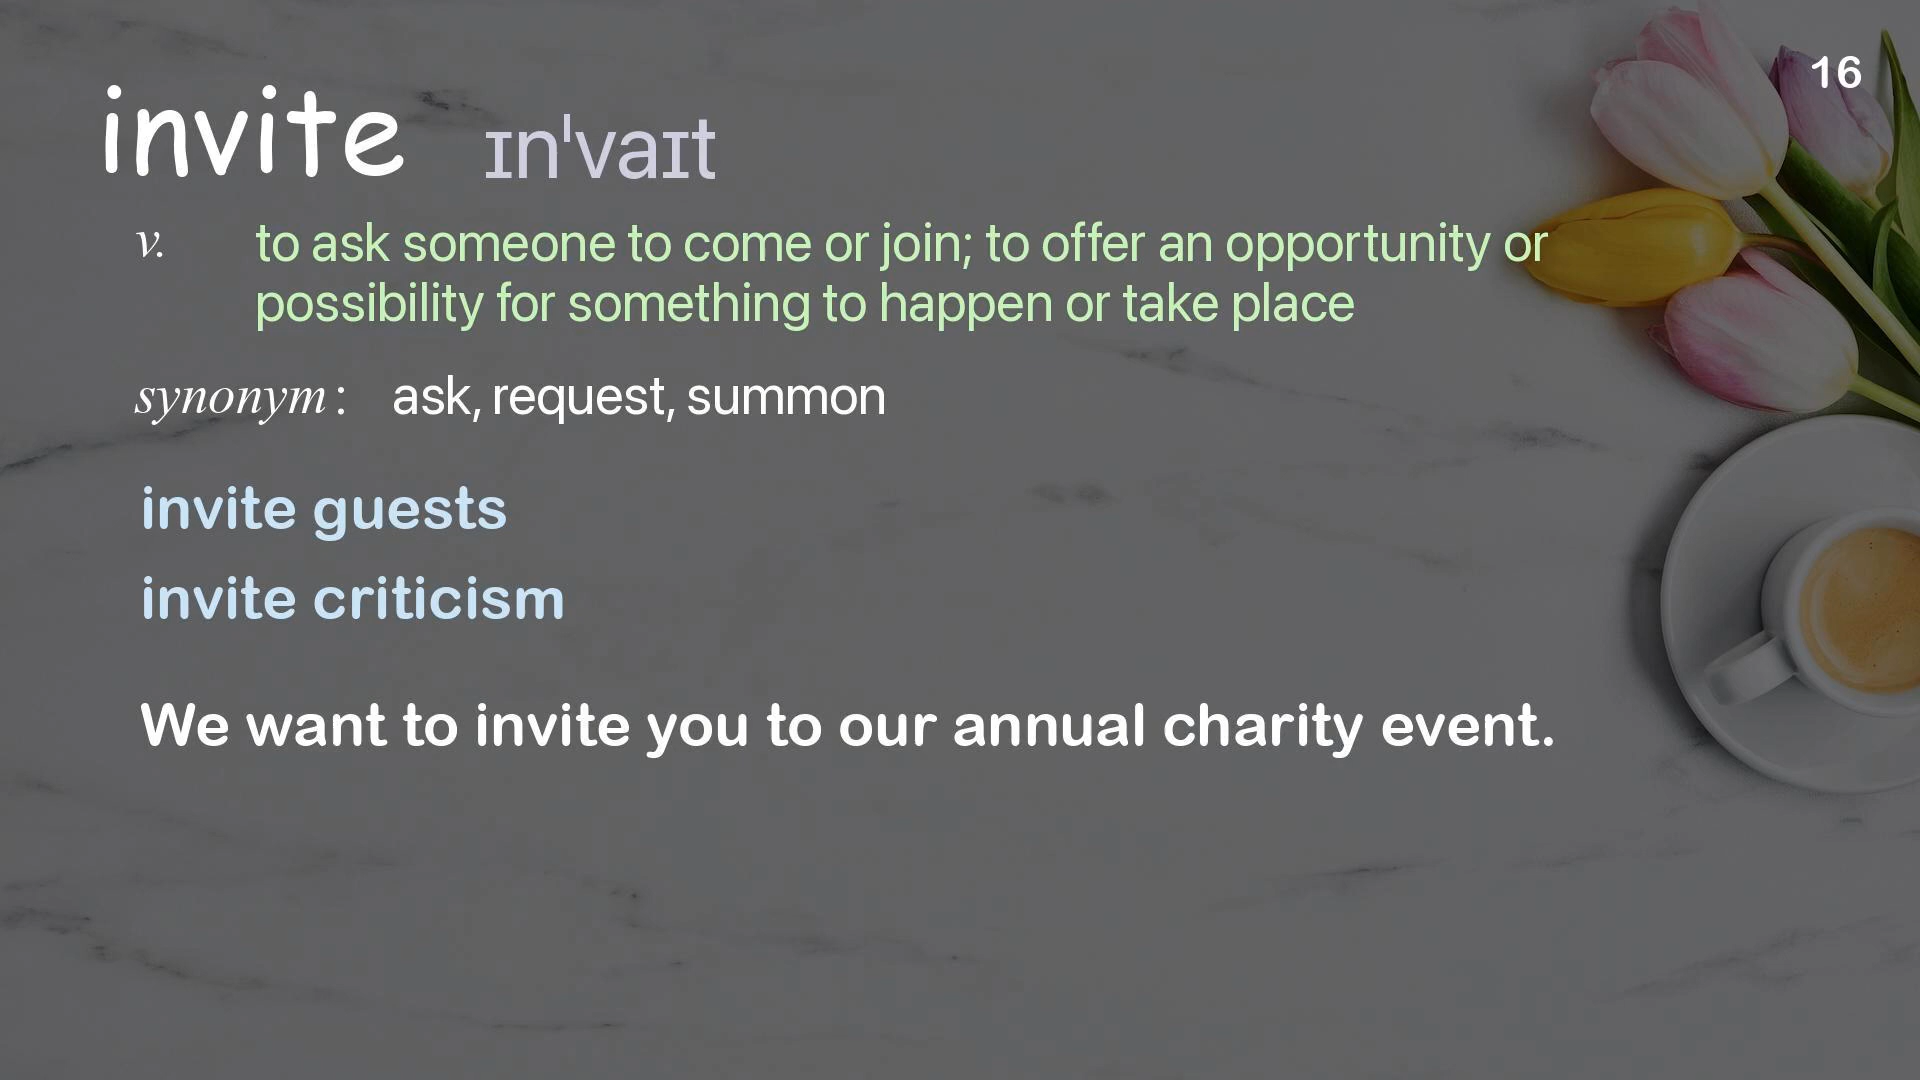 16
invite ɪnˈvaɪt
v. to ask someone to come or join; to offer an opportunity or
possibility for something to happen or take place
synonym: ask, request, summon
invite guests
invite criticism
We want to invite you to our annual charity event.